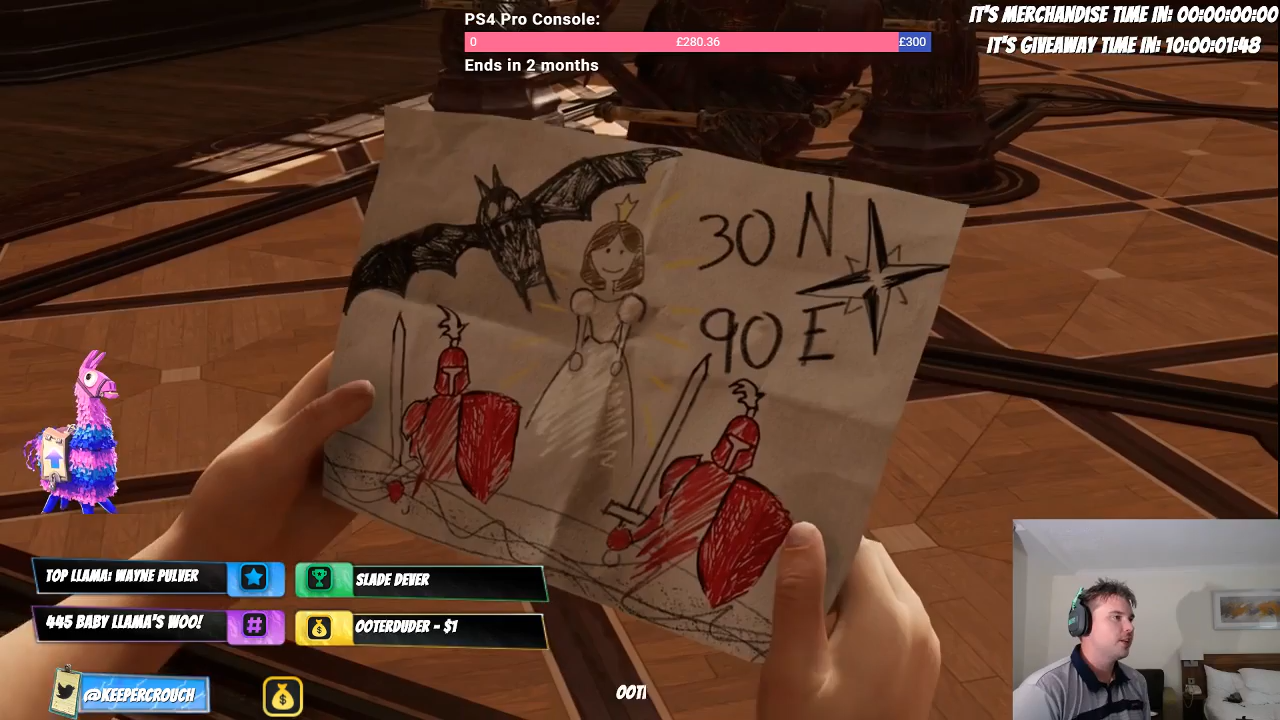 PS4 Pro Console:
0 £280.36 £300
Ends in 2 months
IT'S MERCHANDISE TIME IN: 00:00:00:00
IT'S GIVEAWAY TIME IN: 10:00:01:48
30 N
90 E
TOP LLAMA: WAYNE PULVER
SLADE DEVER
445 BABY LLAMA'S WOO!
#
OOTERDUDER - $1
@KEEPERCROUCH
OOTI